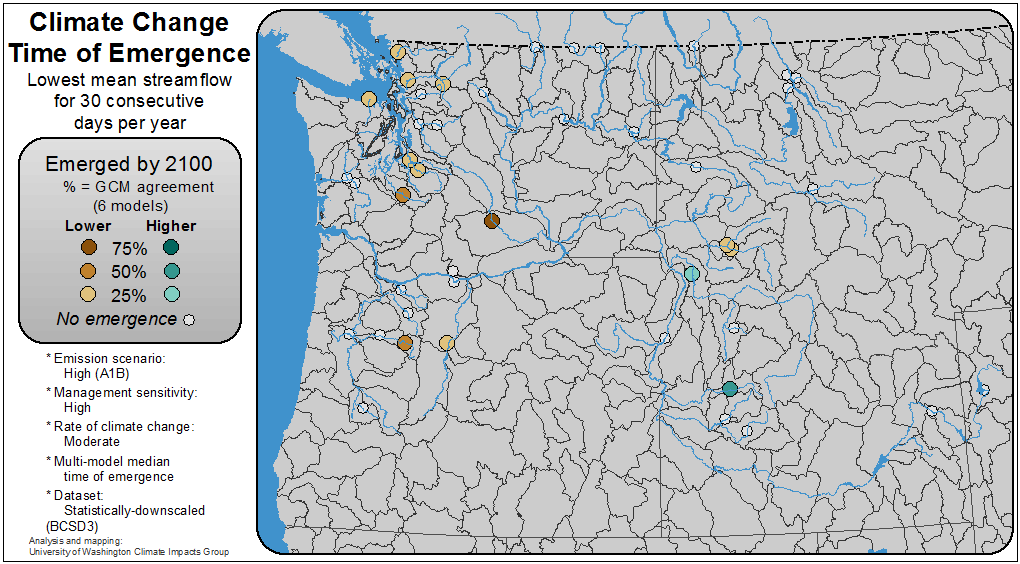 Climate Change
Time of Emergence
Lowest mean streamflow
for 30 consecutive
days per year
Emerged by 2100
% = GCM agreement
(6 models)
Lower Higher
75%
50%
25%
No emergence
* Emission scenario:
High (A1B)
* Management sensitivity:
High
* Rate of climate change:
Moderate
* Multi-model median
time of emergence
* Dataset:
Statistically-downscaled
(BCSD3)
Analysis and mapping:
University of Washington Climate Impacts Group